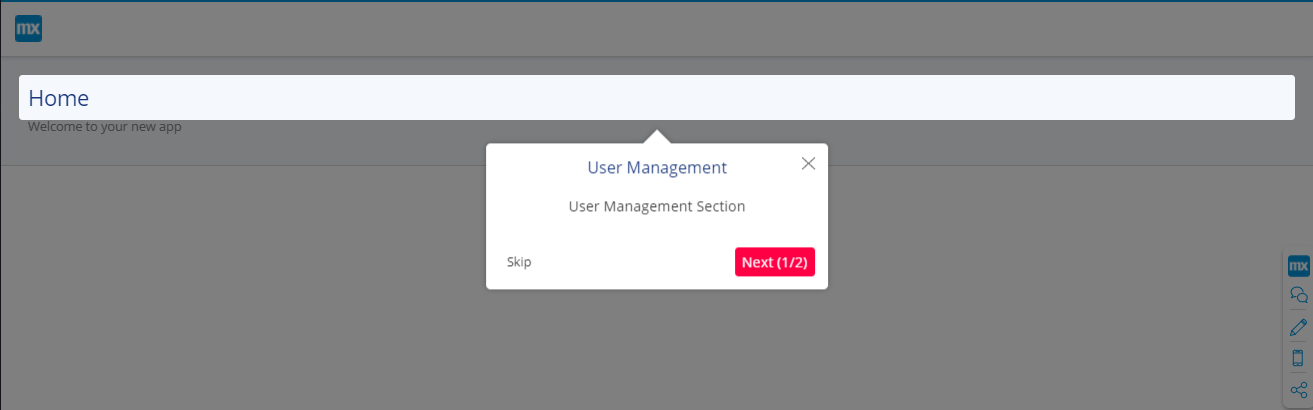 mx
Home
Welcome to your new app
User Management
User Management Section
Skip
Next (1/2)
mx